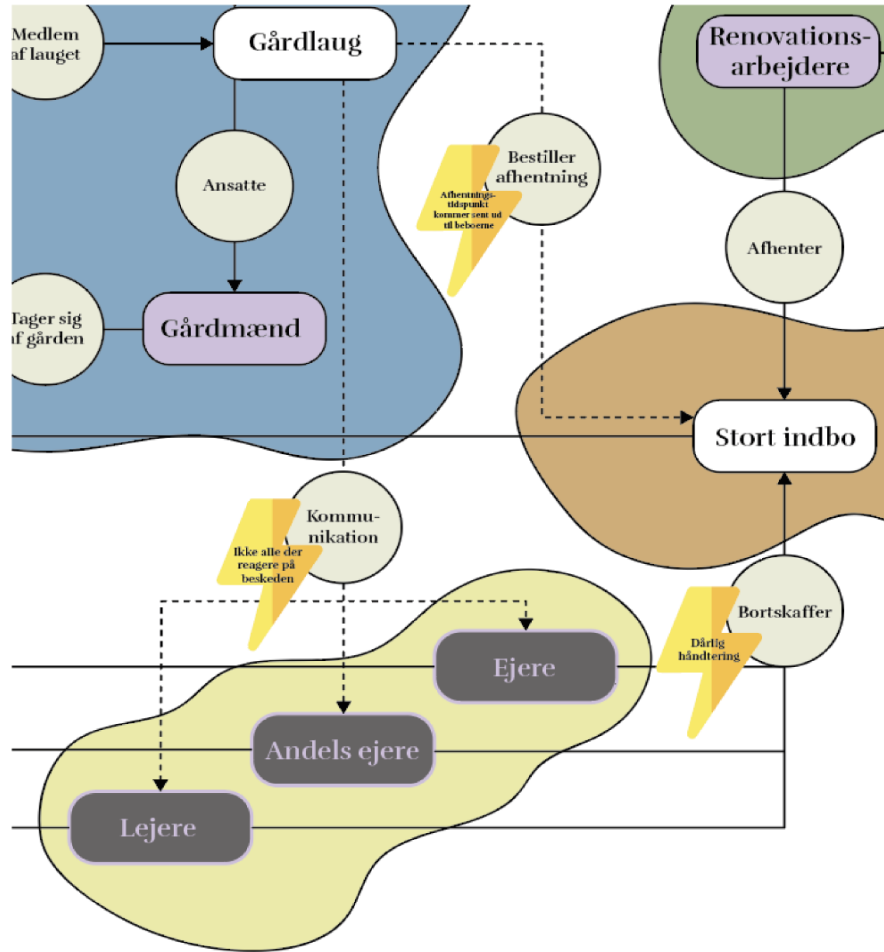 Medlem
af lauget
Gårdlaug
Renovations-
arbejdere
Bestiller
afhentning
Afhentnings-
tidspunkt
kommer sent ud
til beboerne
Ansatte
Afhenter
Tager sig
af gården
Gårdmænd
Stort indbo
Kommu-
nikation
Ikke alle der
reagere på
beskeden
Bortskaffer
Dårlig
håndtering
Ejere
Andels ejere
Lejere